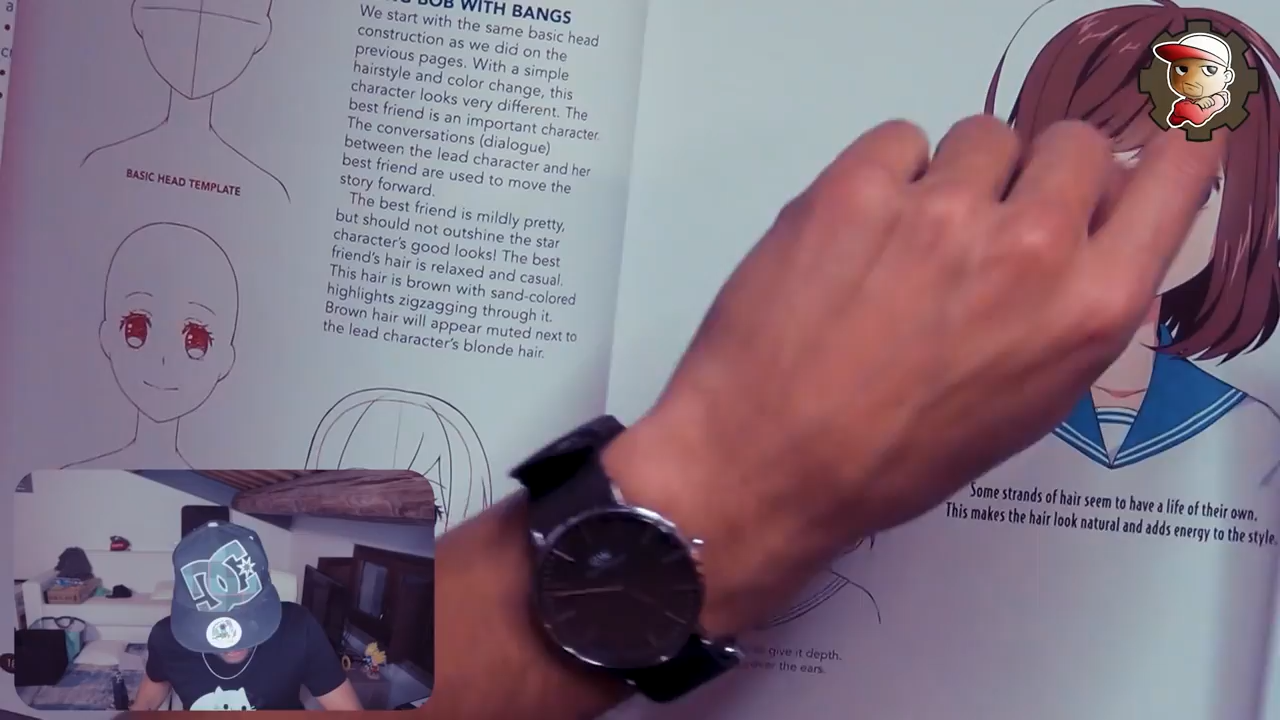 BOB WITH BANGS
We start with the same basic head
construction as we did on the
previous pages. With a simple
hairstyle and color change, this
character looks very different. The
best friend is an important character.
The conversations (dialogue)
between the lead character and her
best friend are used to move the
story forward.
The best friend is mildly pretty,
but should not outshine the star
character's good looks! The best
friend's hair is relaxed and casual.
This hair is brown with sand-colored
highlights zigzagging through it.
Brown hair will appear muted next to
the lead character's blonde hair.
BASIC HEAD TEMPLATE
Some strands of hair seem to have a life of their own.
This makes the hair look natural and adds energy to the style.
give it depth.
over the ears.
DC